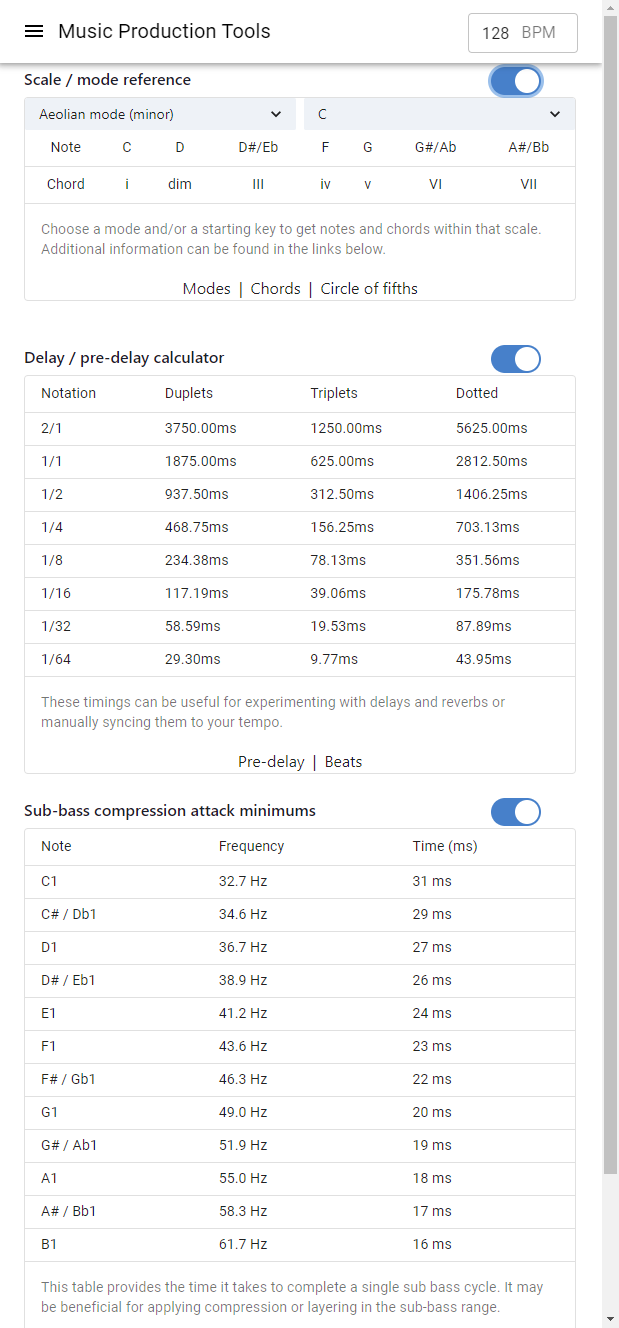 Music Production Tools 128 BPM
Scale / mode reference
Aeolian mode (minor) C
Note C D D#/Eb F G G#/Ab A#/Bb
Chord i dim III iv v VI VII
Choose a mode and/or a starting key to get notes and chords within that scale.
Additional information can be found in the links below.
Modes | Chords | Circle of fifths
Delay / pre-delay calculator
Notation Duplets Triplets Dotted
2/1 3750.00ms 1250.00ms 5625.00ms
1/1 1875.00ms 625.00ms 2812.50ms
1/2 937.50ms 312.50ms 1406.25ms
1/4 468.75ms 156.25ms 703.13ms
1/8 234.38ms 78.13ms 351.56ms
1/16 117.19ms 39.06ms 175.78ms
1/32 58.59ms 19.53ms 87.89ms
1/64 29.30ms 9.77ms 43.95ms
These timings can be useful for experimenting with delays and reverbs or
manually syncing them to your tempo.
Pre-delay | Beats
Sub-bass compression attack minimums
Note Frequency Time (ms)
C1 32.7 Hz 31 ms
C# / Db1 34.6 Hz 29 ms
D1 36.7 Hz 27 ms
D# / Eb1 38.9 Hz 26 ms
E1 41.2 Hz 24 ms
F1 43.6 Hz 23 ms
F# / Gb1 46.3 Hz 22 ms
G1 49.0 Hz 20 ms
G# / Ab1 51.9 Hz 19 ms
A1 55.0 Hz 18 ms
A# / Bb1 58.3 Hz 17 ms
B1 61.7 Hz 16 ms
This table provides the time it takes to complete a single sub bass cycle. It may
be beneficial for applying compression or layering in the sub-bass range.